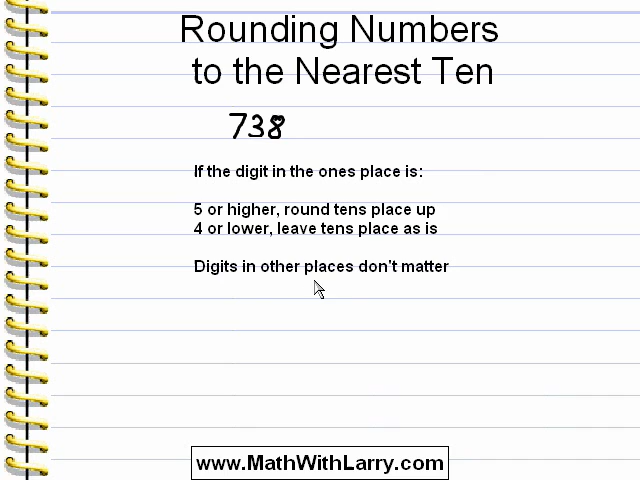 Rounding Numbers
to the Nearest Ten
738
If the digit in the ones place is:
5 or higher, round tens place up
4 or lower, leave tens place as is
Digits in other places don't matter
www.MathWithLarry.com